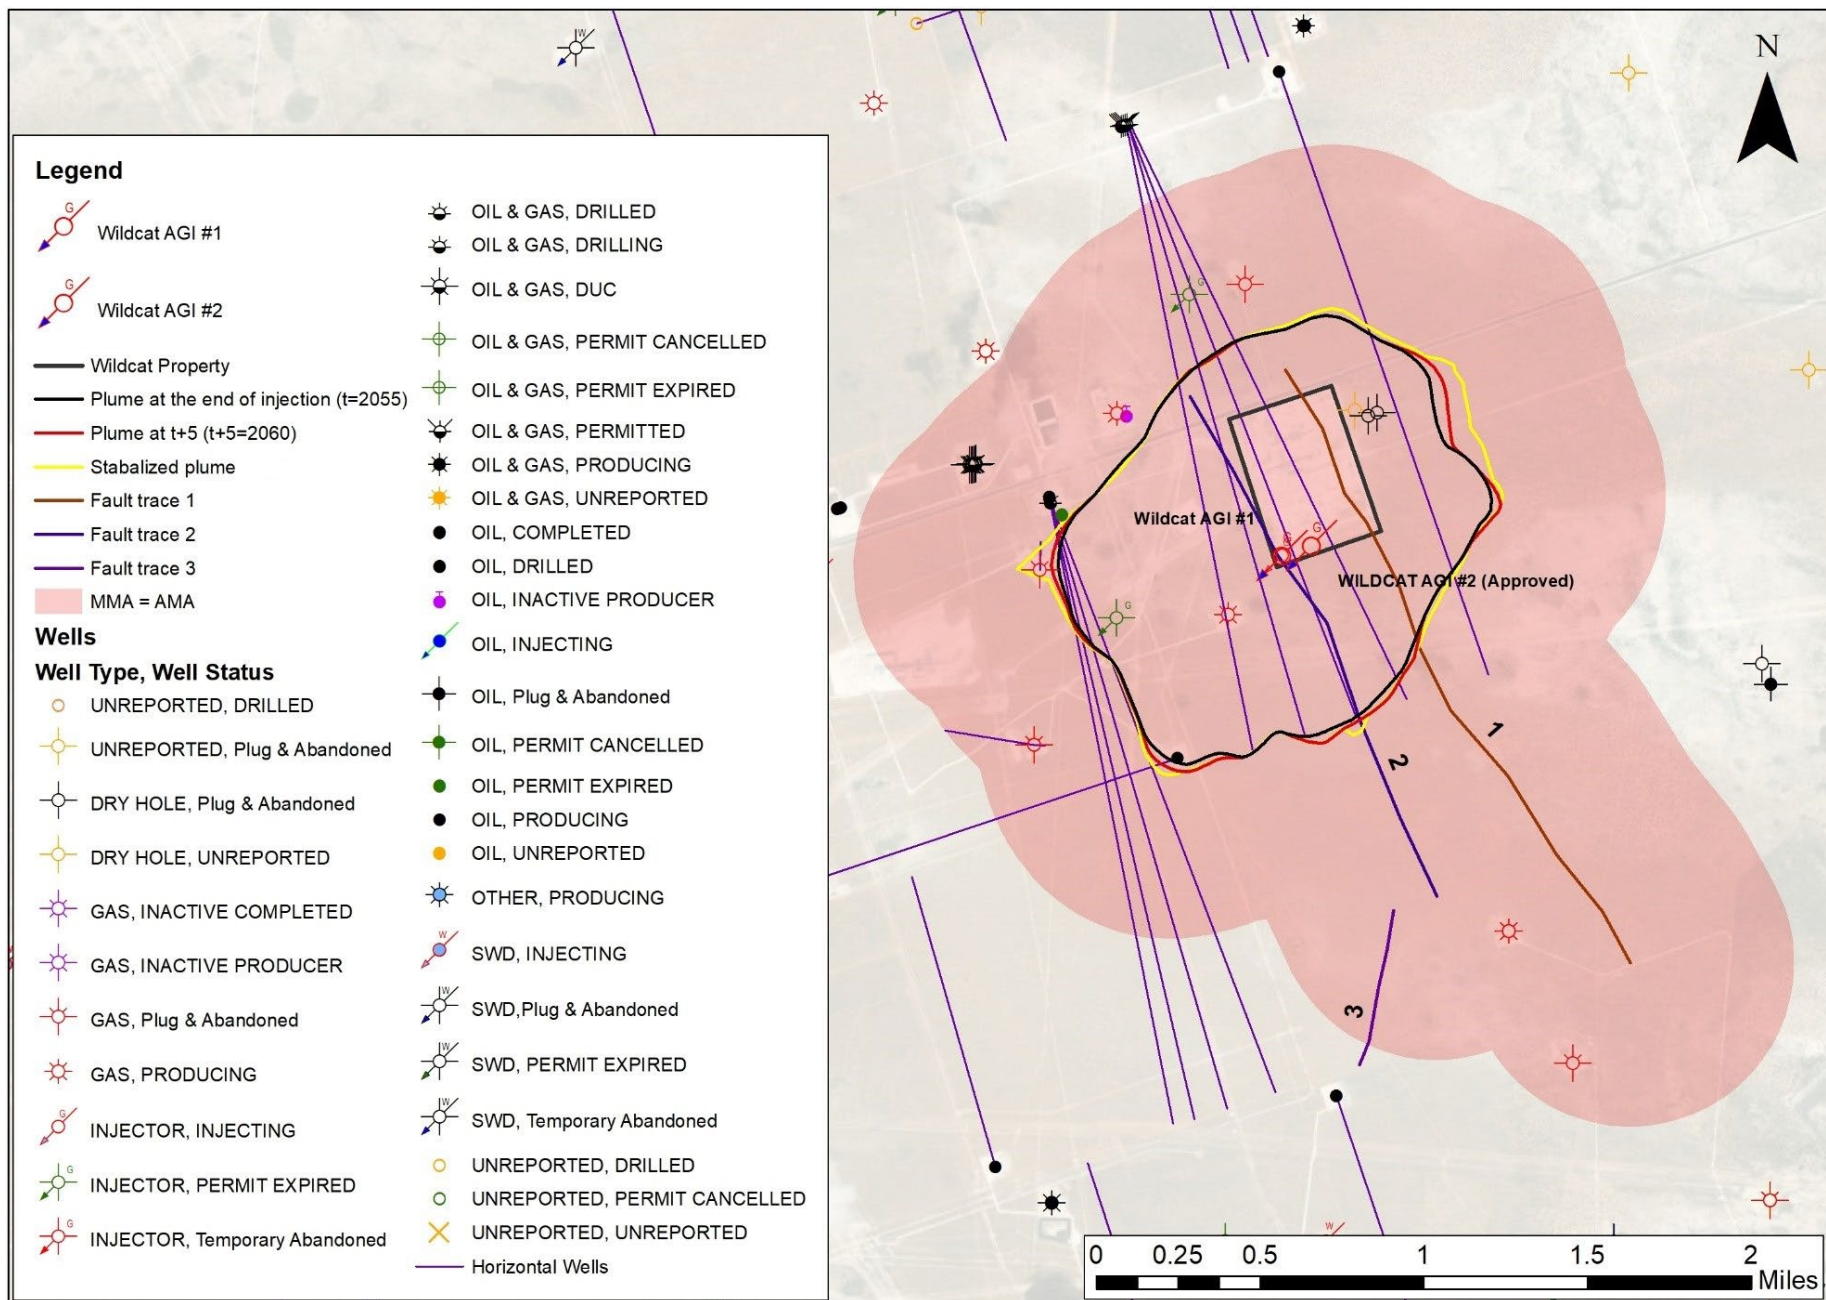 N
Legend
G
Wildcat AGI #1
G
Wildcat AGI #2
Wildcat Property
Plume at the end of injection (t=2055)
Plume at t+5 (t+5=2060)
Stabalized plume
Fault trace 1
Fault trace 2
Fault trace 3
MMA = AMA
Wells
Well Type, Well Status
UNREPORTED, DRILLED
UNREPORTED, Plug & Abandoned
DRY HOLE, Plug & Abandoned
DRY HOLE, UNREPORTED
GAS, INACTIVE COMPLETED
GAS, INACTIVE PRODUCER
GAS, Plug & Abandoned
GAS, PRODUCING
G
INJECTOR, INJECTING
G
INJECTOR, PERMIT EXPIRED
G
INJECTOR, Temporary Abandoned
OIL & GAS, DRILLED
OIL & GAS, DRILLING
OIL & GAS, DUC
OIL & GAS, PERMIT CANCELLED
OIL & GAS, PERMIT EXPIRED
OIL & GAS, PERMITTED
OIL & GAS, PRODUCING
OIL & GAS, UNREPORTED
OIL, COMPLETED
OIL, DRILLED
OIL, INACTIVE PRODUCER
OIL, INJECTING
OIL, Plug & Abandoned
OIL, PERMIT CANCELLED
OIL, PERMIT EXPIRED
OIL, PRODUCING
OIL, UNREPORTED
OTHER, PRODUCING
W
SWD, INJECTING
W
SWD,Plug & Abandoned
W
SWD, PERMIT EXPIRED
W
SWD, Temporary Abandoned
UNREPORTED, DRILLED
UNREPORTED, PERMIT CANCELLED
UNREPORTED, UNREPORTED
Horizontal Wells
W
G
Wildcat AGI #1
G
G
WILDCAT AGI #2 (Approved)
G
1
2
3
W
0 0.25 0.5 1 1.5 2
Miles